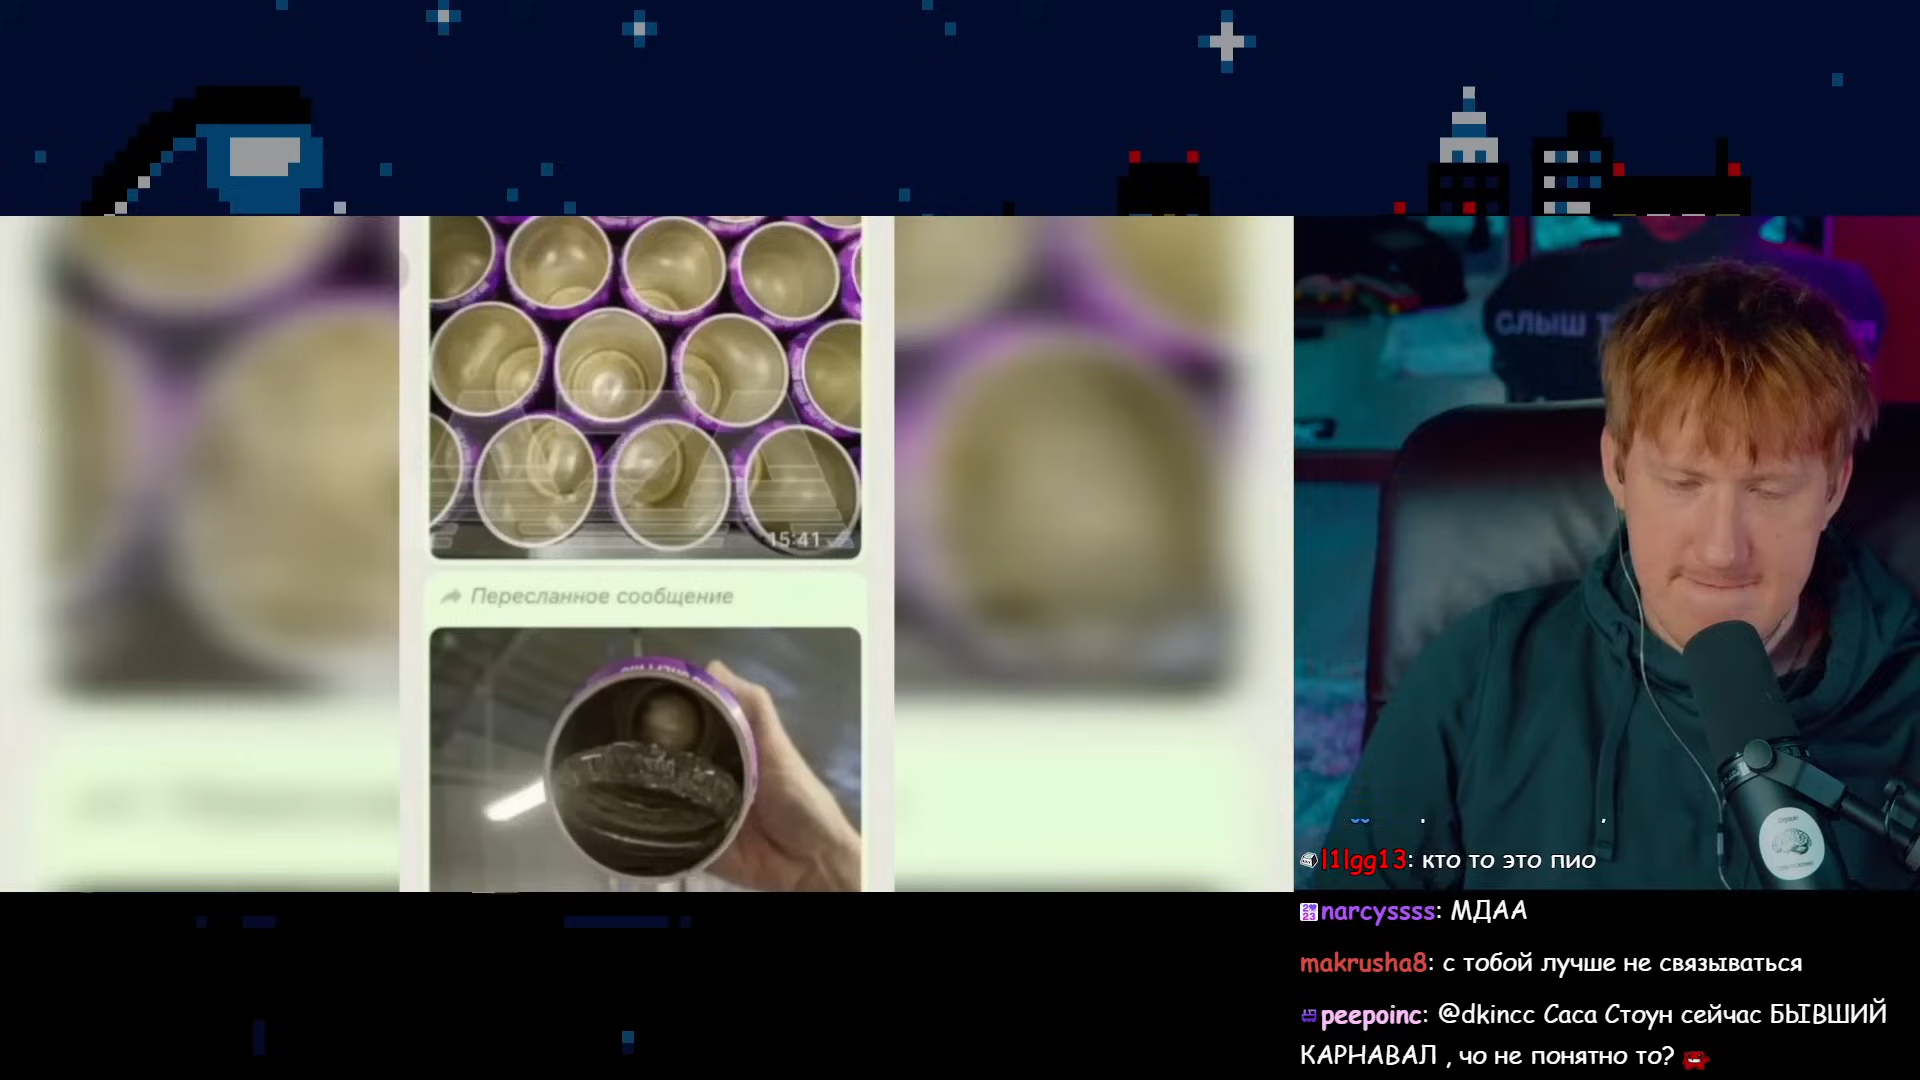 СЛЫШ Т
15:41
Пересланное сообщение
l1lgg13: кто то это пио
narcyssss: МДАА
makrusha8: с тобой лучше не связываться
peepoinc: @dkincc Саса Стоун сейчас БЫВШИЙ
КАРНАВАЛ , чо не понятно то?